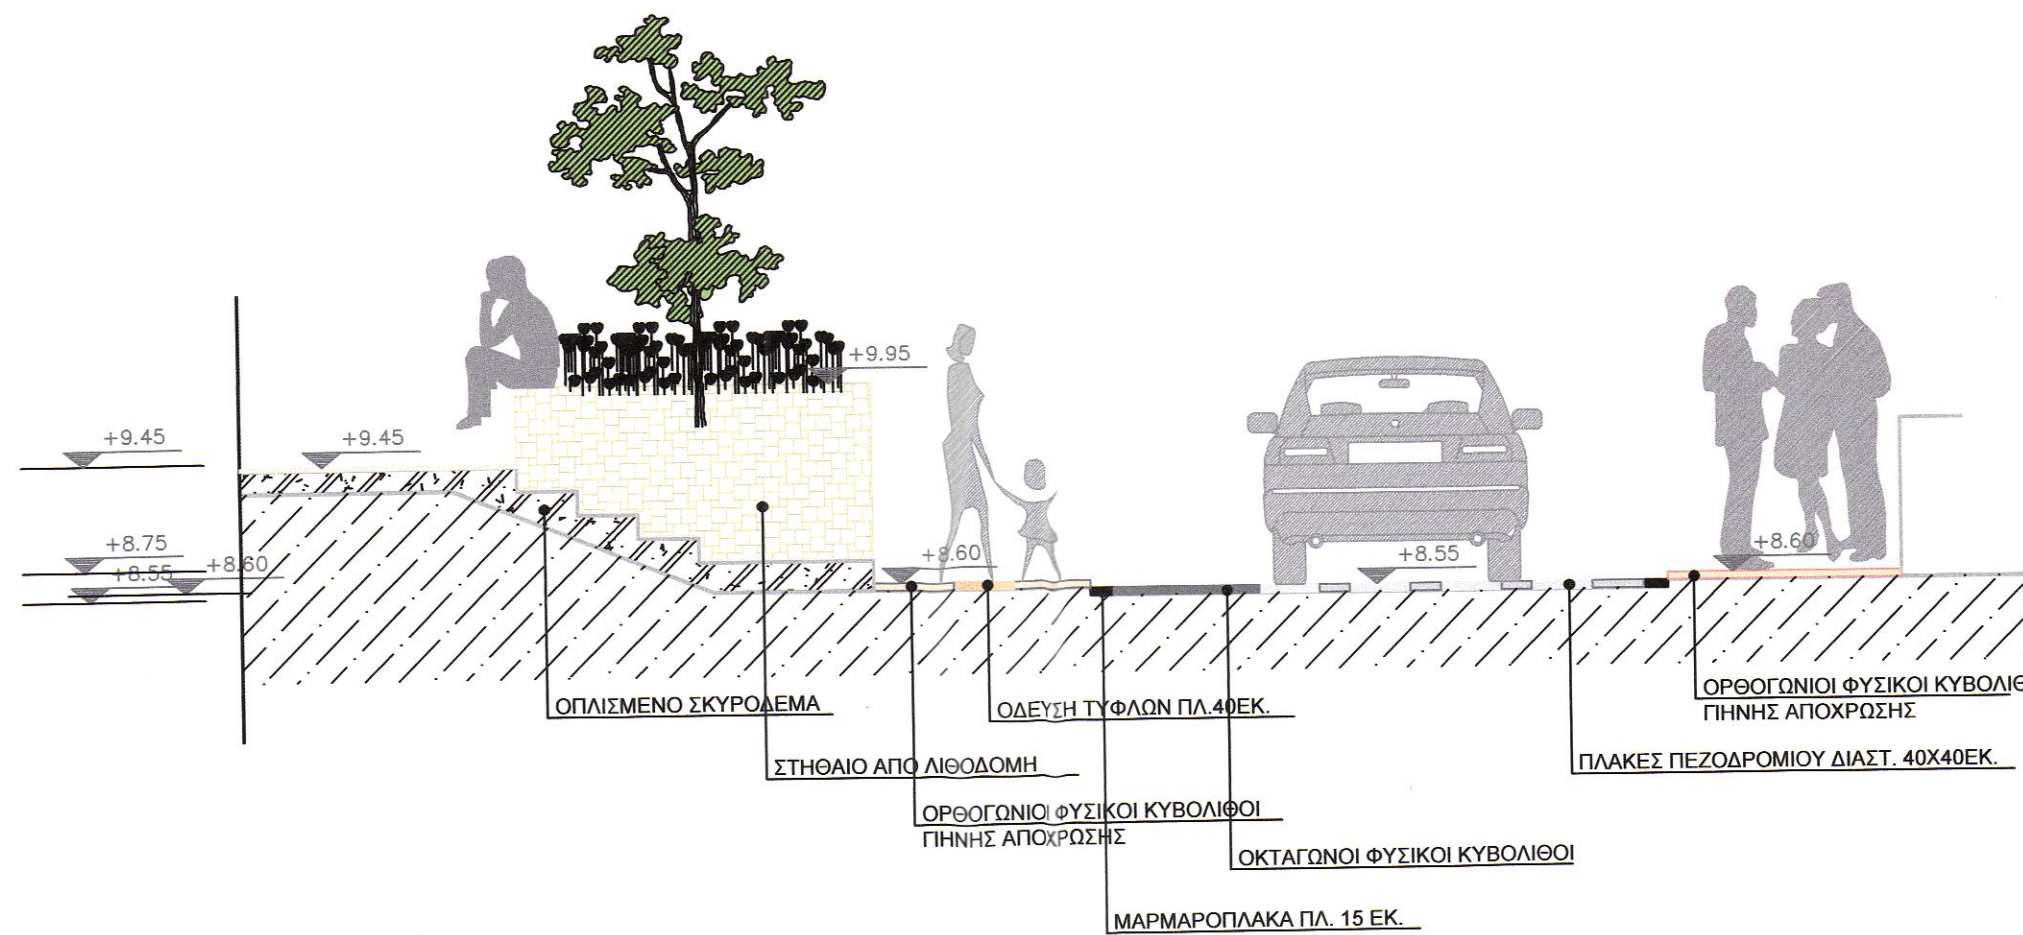 +9.95
+9.45
+9.45
+8.75
+8.55
+8.60
+8.60
+8.55
+8.60
ΟΠΛΙΣΜΕΝΟ ΣΚΥΡΟΔΕΜΑ
ΟΔΕΥΣΗ ΤΥΦΛΩΝ ΠΛ.40ΕΚ.
ΟΡΘΟΓΩΝΙΟΙ ΦΥΣΙΚΟΙ ΚΥΒΟΛΙΘ
ΓΙΗΝΗΣ ΑΠΟΧΡΩΣΗΣ
ΣΤΗΘΑΙΟ ΑΠΟ ΛΙΘΟΔΟΜΗ
ΠΛΑΚΕΣ ΠΕΖΟΔΡΟΜΙΟΥ ΔΙΑΣΤ. 40Χ40ΕΚ.
ΟΡΘΟΓΩΝΙΟΙ ΦΥΣΙΚΟΙ ΚΥΒΟΛΙΘΟΙ
ΓΙΗΝΗΣ ΑΠΟΧΡΩΣΗΣ
ΟΚΤΑΓΩΝΟΙ ΦΥΣΙΚΟΙ ΚΥΒΟΛΙΘΟΙ
ΜΑΡΜΑΡΟΠΛΑΚΑ ΠΛ. 15 ΕΚ.